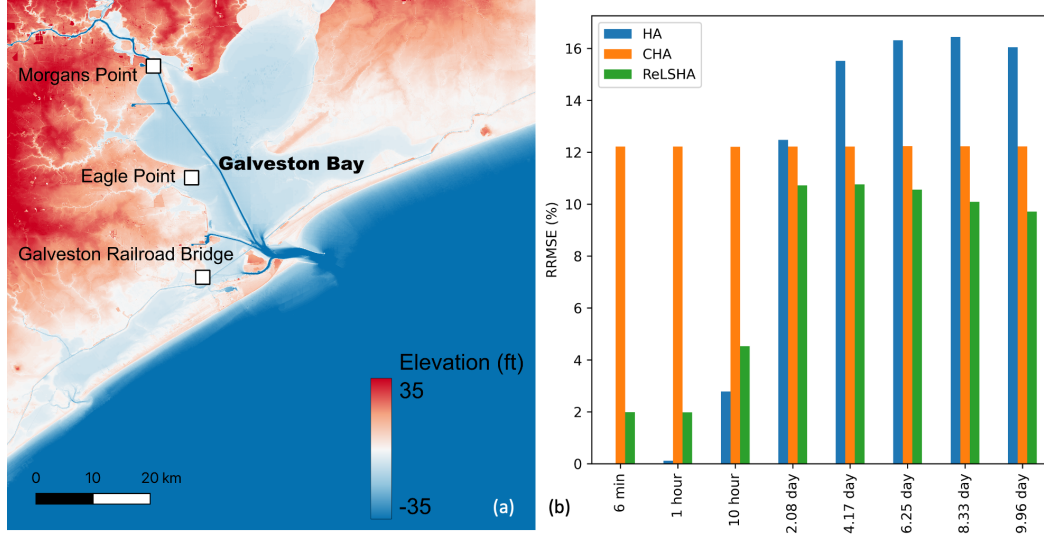 Morgans Point
Eagle Point
Galveston Bay
Galveston Railroad Bridge
Elevation (ft)
35
-35
0 10 20 km
(a)
(b)
HA
CHA
ReLSHA
RRMSE (%)
16
14
12
10
8
6
4
2
0
6 min
1 hour
10 hour
2.08 day
4.17 day
6.25 day
8.33 day
9.96 day